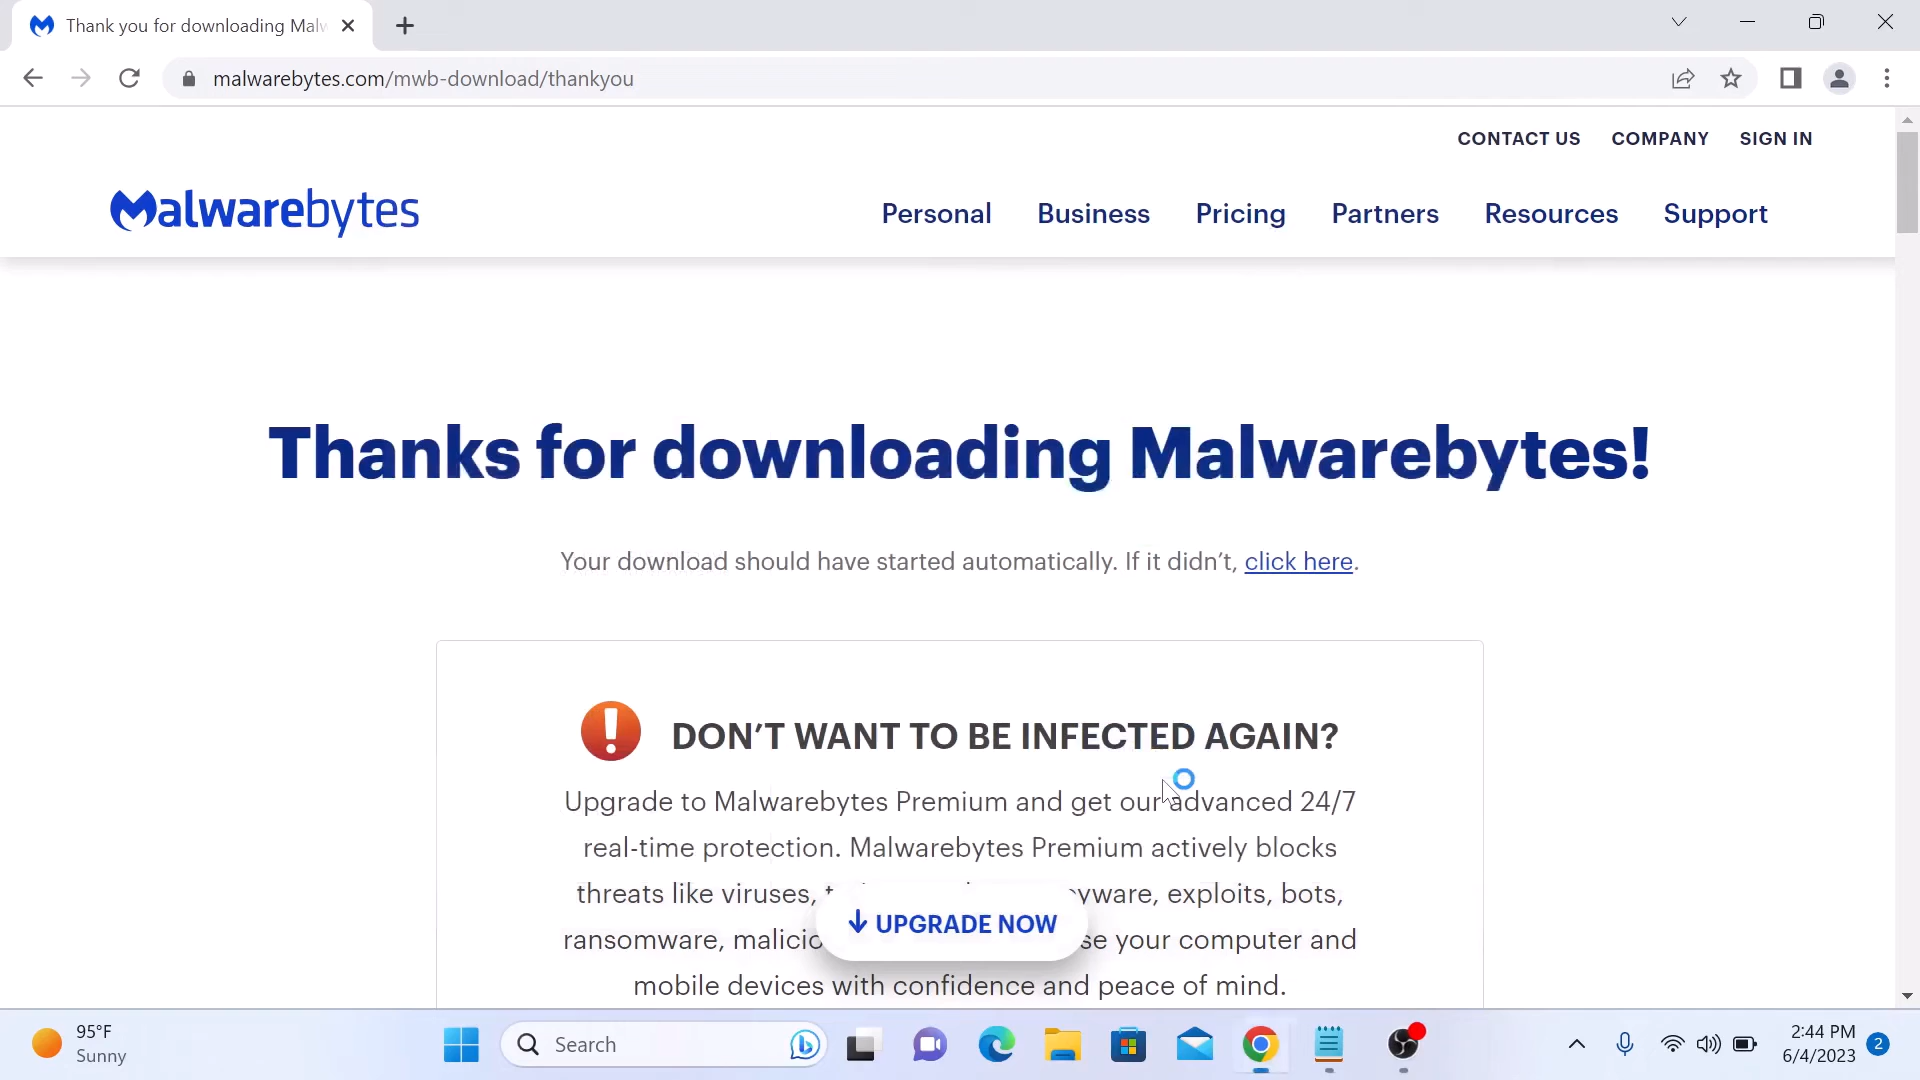 Thank you for downloading Malw
malwarebytes.com/mwb-download/thankyou
CONTACT US COMPANY SIGN IN
Malwarebytes
Personal Business Pricing Partners Resources Support
Thanks for downloading Malwarebytes!
Your download should have started automatically. If it didn’t, click here.
DON’T WANT TO BE INFECTED AGAIN?
Upgrade to Malwarebytes Premium and get our advanced 24/7
real-time protection. Malwarebytes Premium actively blocks
threats like viruses, exploits, bots,
UPGRADE NOW
ransomware, your computer and
mobile devices with confidence and peace of mind.
95°F
Sunny
Search
2:44 PM
6/4/2023
2